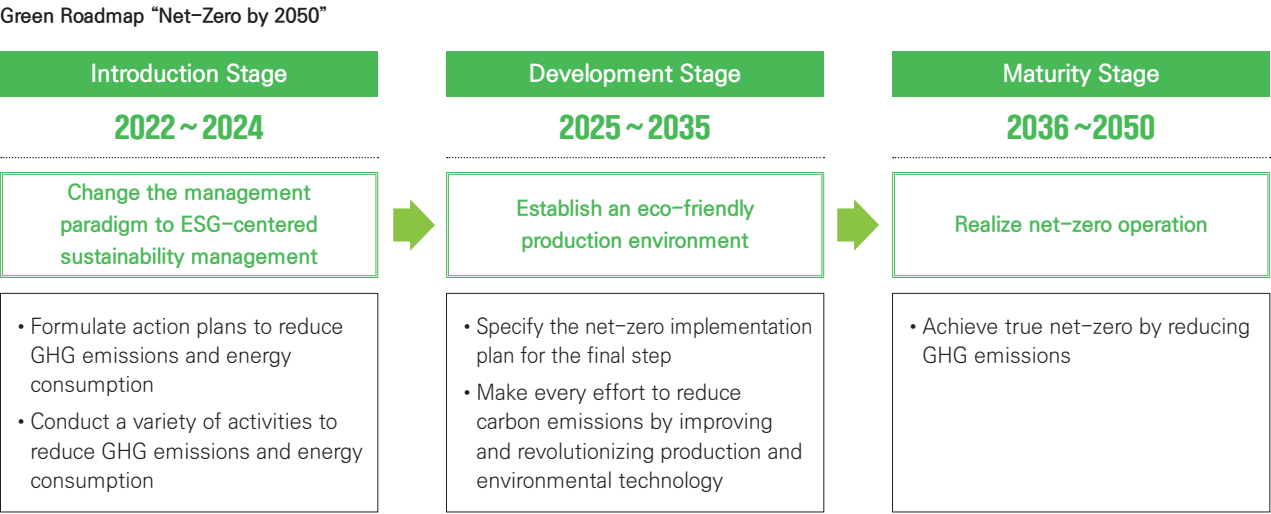 Green Roadmap “Net-Zero by 2050”
Introduction Stage
2022 ~ 2024
Change the management
paradigm to ESG-centered
sustainability management
• Formulate action plans to reduce
GHG emissions and energy
consumption
• Conduct a variety of activities to
reduce GHG emissions and energy
consumption
Development Stage
2025 ~ 2035
Establish an eco-friendly
production environment
• Specify the net-zero implementation
plan for the final step
• Make every effort to reduce
carbon emissions by improving
and revolutionizing production and
environmental technology
Maturity Stage
2036 ~2050
Realize net-zero operation
• Achieve true net-zero by reducing
GHG emissions